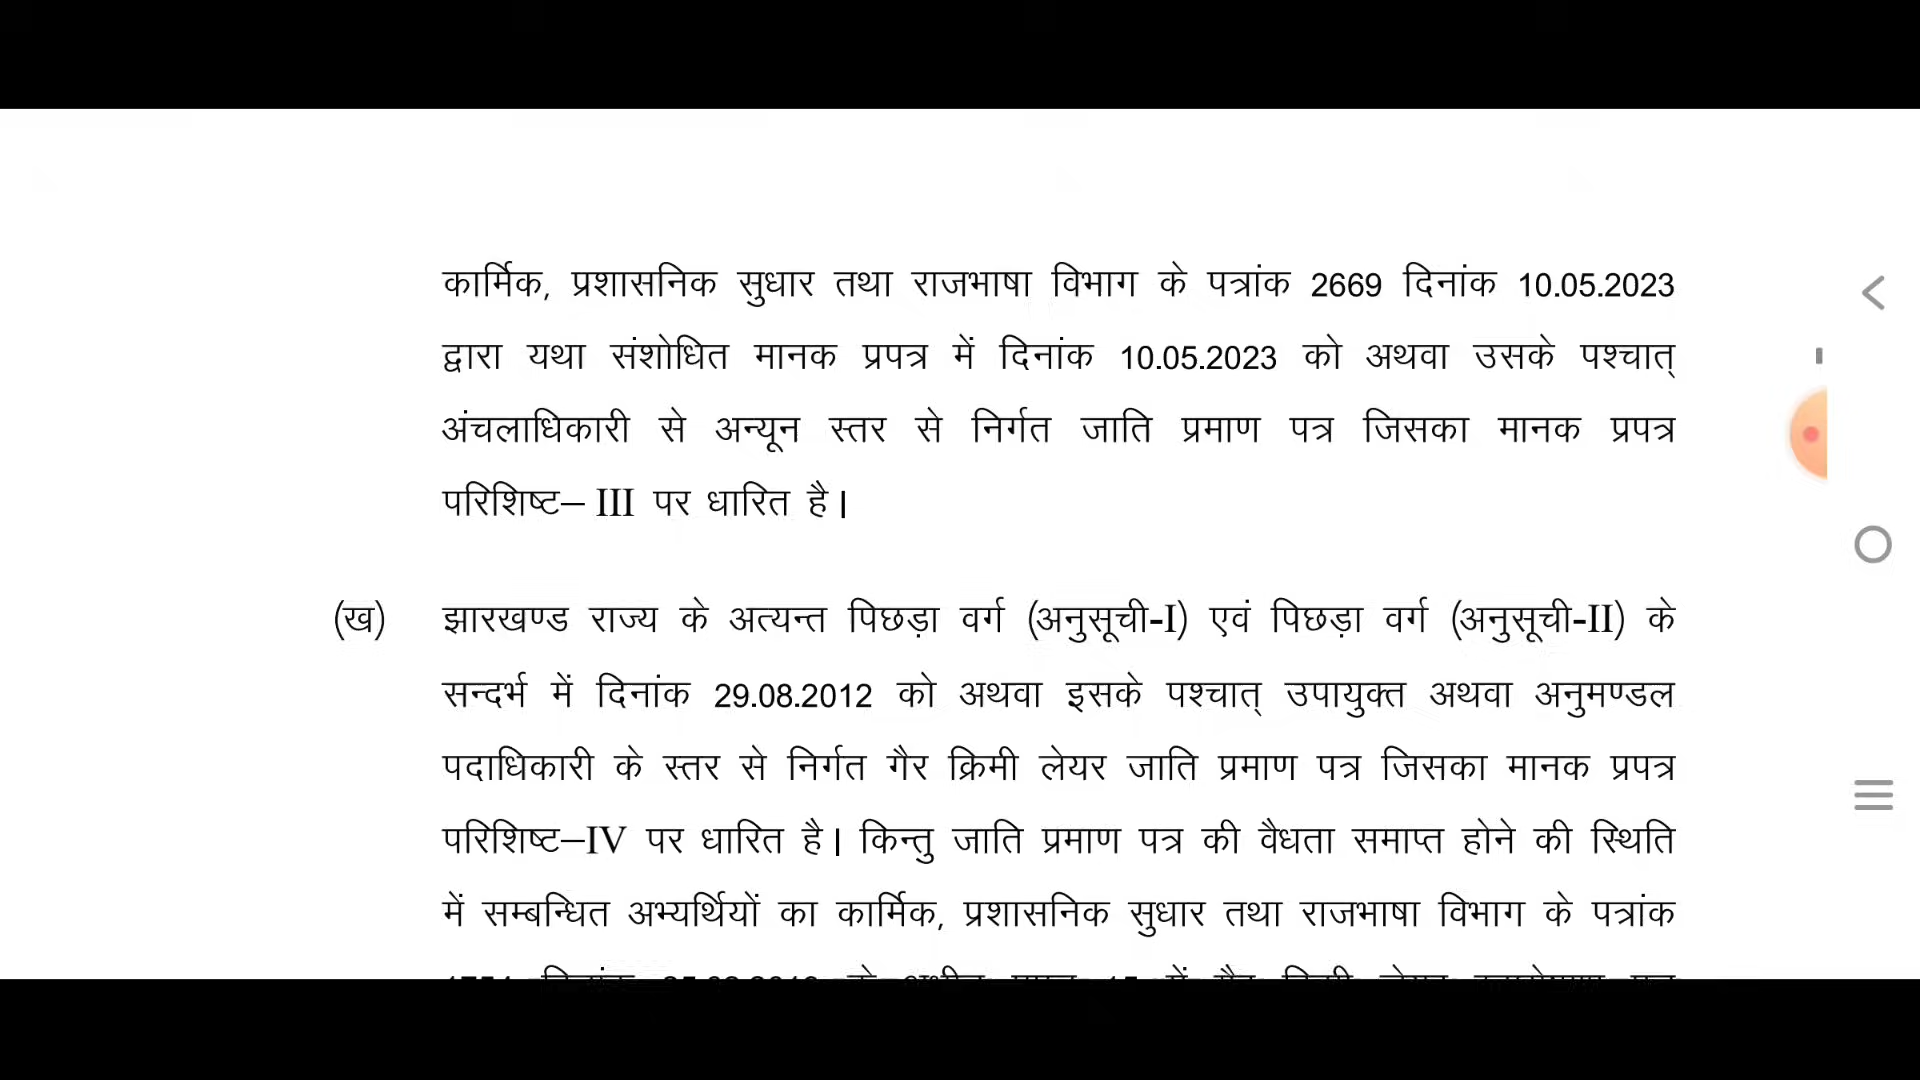 कार्मिक, प्रशासनिक सुधार तथा राजभाषा विभाग के पत्रांक 2669 दिनांक 10.05.2023
द्वारा यथा संशोधित मानक प्रपत्र में दिनांक 10.05.2023 को अथवा उसके पश्चात्
अंचलाधिकारी से अन्यून स्तर से निर्गत जाति प्रमाण पत्र जिसका मानक प्रपत्र
परिशिष्ट– III पर धारित है।
(ख) झारखण्ड राज्य के अत्यन्त पिछड़ा वर्ग (अनुसूची-I) एवं पिछड़ा वर्ग (अनुसूची-II) के
सन्दर्भ में दिनांक 29.08.2012 को अथवा इसके पश्चात् उपायुक्त अथवा अनुमण्डल
पदाधिकारी के स्तर से निर्गत गैर क्रिमी लेयर जाति प्रमाण पत्र जिसका मानक प्रपत्र
परिशिष्ट–IV पर धारित है। किन्तु जाति प्रमाण पत्र की वैधता समाप्त होने की स्थिति
में सम्बन्धित अभ्यर्थियों का कार्मिक, प्रशासनिक सुधार तथा राजभाषा विभाग के पत्रांक